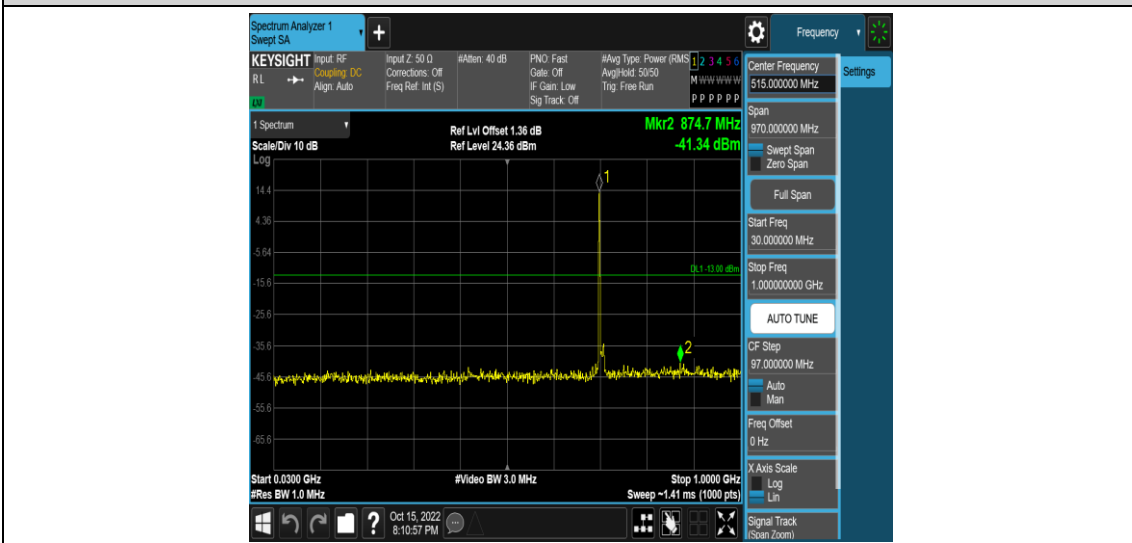 Spectrum Analyzer 1
Swept SA
Frequency
KEYSIGHT
RL
LW
Input: RF
Coupling: DC
Align: Auto
Input Z: 50 Ω
Corrections: Off
Freq Ref: Int (S)
#Atten: 40 dB
PNO: Fast
Gate: Off
IF Gain: Low
Sig Track: Off
#Avg Type: Power (RMS
Avg|Hold: 50/50
Trig: Free Run
1 2 3 4 5 6
M W W W W W
P P P P P P
Center Frequency
515.000000 MHz
Settings
1 Spectrum
Scale/Div 10 dB
Ref Lvl Offset 1.36 dB
Ref Level 24.36 dBm
Mkr2 874.7 MHz
-41.34 dBm
Log
14.4
4.36
-5.64
-15.6
-25.6
-35.6
-45.6
-55.6
-65.6
1
DL1 -13.00 dBm
2
Start 0.0300 GHz
#Res BW 1.0 MHz
#Video BW 3.0 MHz
Stop 1.0000 GHz
Sweep ~1.41 ms (1000 pts)
Span
970.000000 MHz
Swept Span
Zero Span
Full Span
Start Freq
30.000000 MHz
Stop Freq
1.000000000 GHz
AUTO TUNE
CF Step
97.000000 MHz
Auto
Man
Freq Offset
0 Hz
X Axis Scale
Log
Lin
Signal Track
(Span Zoom)
?
Oct 15, 2022
8:10:57 PM